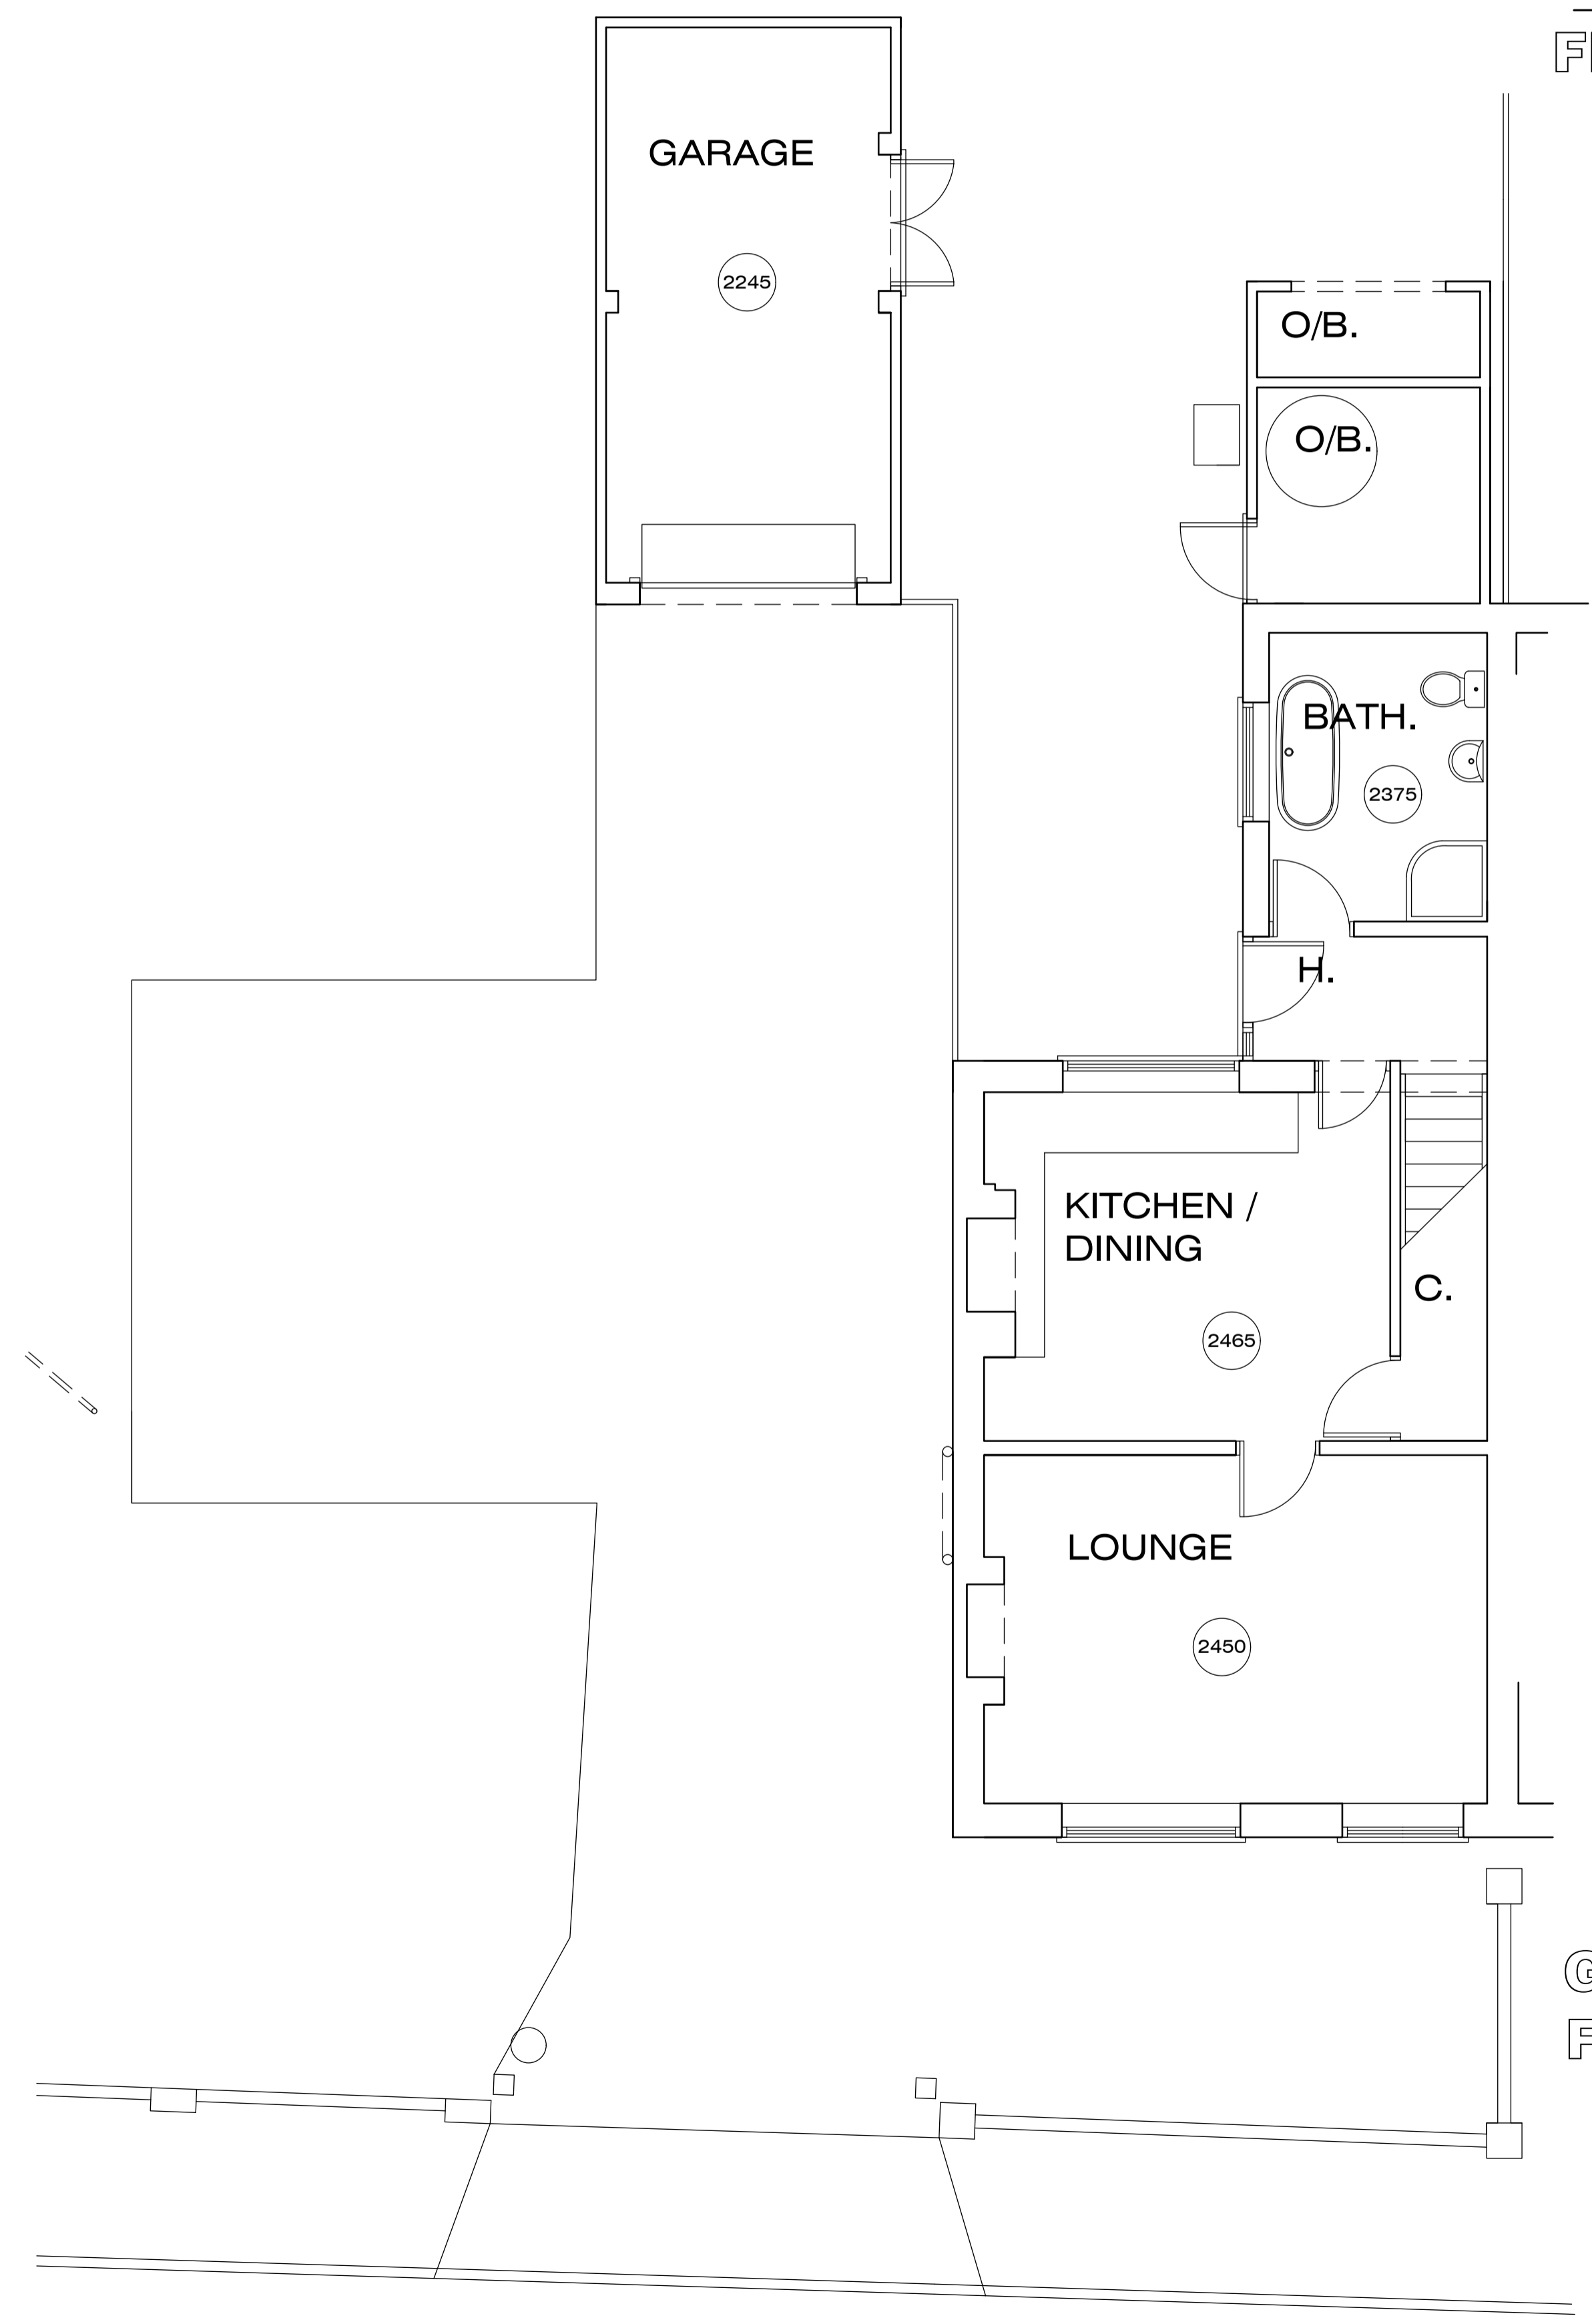 GARAGE
2245
O/B.
O/B.
BATH.
2375
H.
KITCHEN /
DINING
C.
2465
LOUNGE
2450